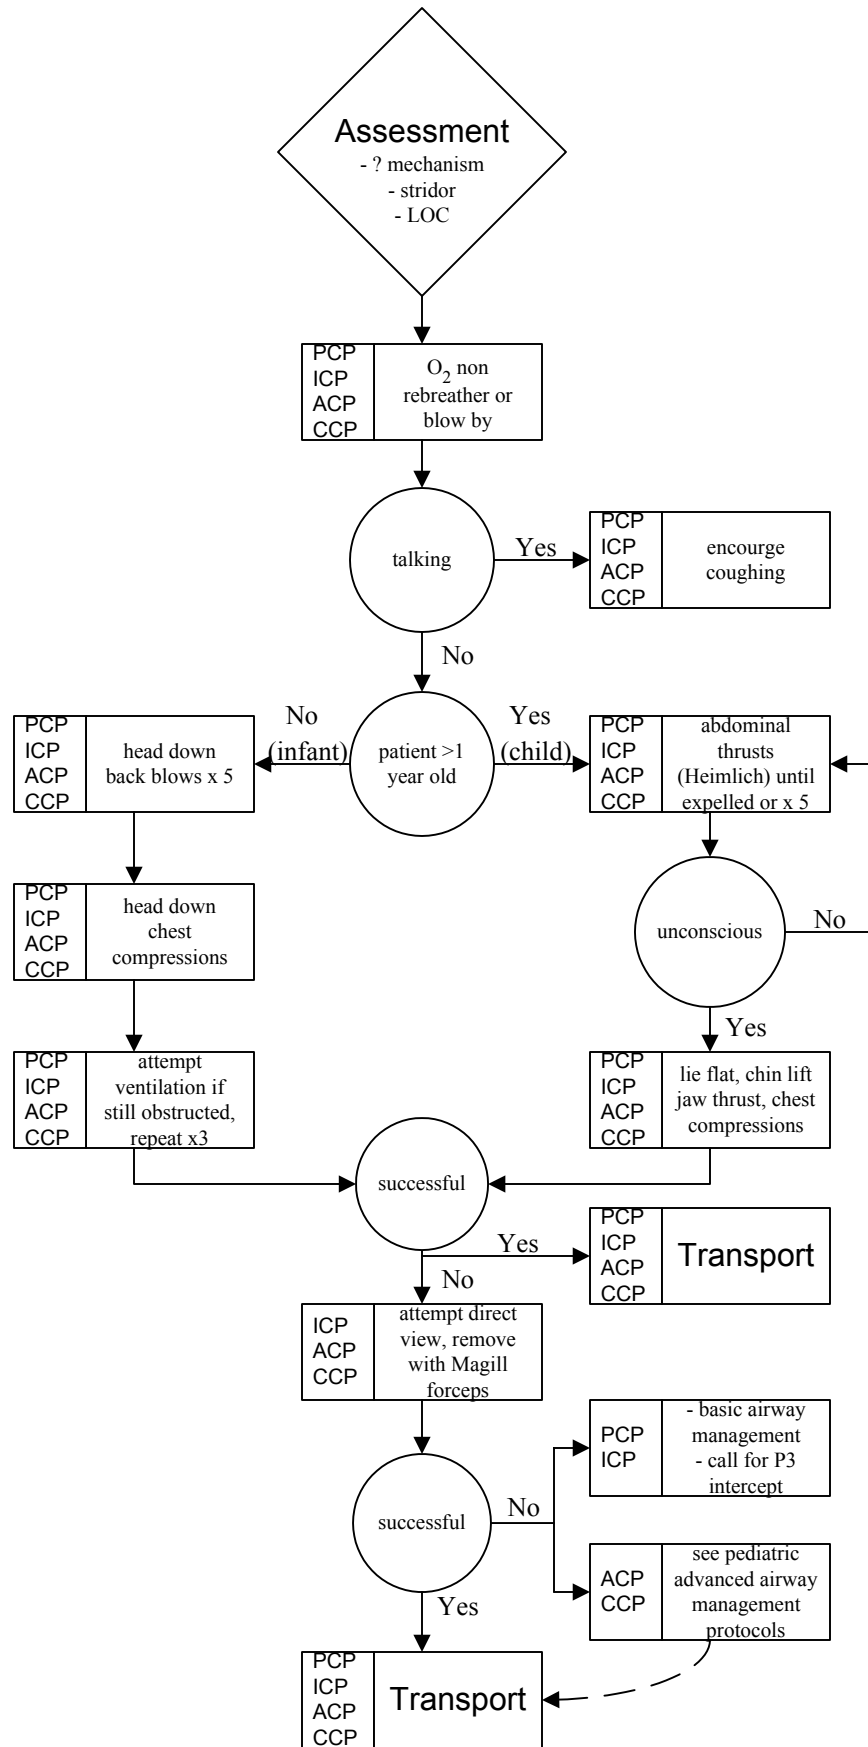 Assessment
- ? mechanism
- stridor
- LOC
PCP
ICP
ACP
CCP
O2 non
rebreather or
blow by
talking
Yes
PCP
ICP
ACP
CCP
encourge
coughing
No
patient >1
year old
No
(infant)
Yes
(child)
PCP
ICP
ACP
CCP
head down
back blows x 5
PCP
ICP
ACP
CCP
abdominal
thrusts
(Heimlich) until
expelled or x 5
PCP
ICP
ACP
CCP
head down
chest
compressions
unconscious
No
Yes
PCP
ICP
ACP
CCP
attempt
ventilation if
still obstructed,
repeat x3
PCP
ICP
ACP
CCP
lie flat, chin lift
jaw thrust, chest
compressions
successful
Yes
PCP
ICP
ACP
CCP
Transport
No
ICP
ACP
CCP
attempt direct
view, remove
with Magill
forceps
successful
No
PCP
ICP
- basic airway
management
- call for P3
intercept
ACP
CCP
see pediatric
advanced airway
management
protocols
Yes
PCP
ICP
ACP
CCP
Transport